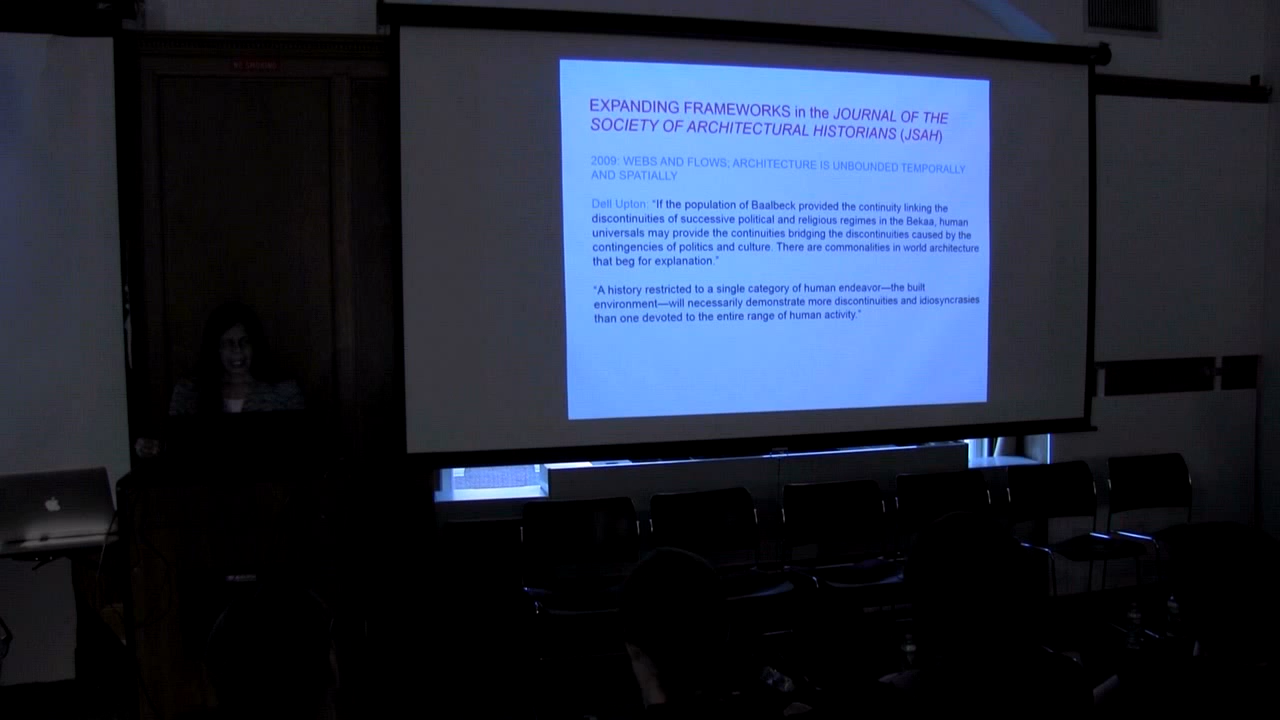 NO SMOKING
EXPANDING FRAMEWORKS in the JOURNAL OF THE
SOCIETY OF ARCHITECTURAL HISTORIANS (JSAH)
2009: WEBS AND FLOWS; ARCHITECTURE IS UNBOUNDED TEMPORALLY
AND SPATIALLY
Dell Upton: “If the population of Baalbeck provided the continuity linking the
discontinuities of successive political and religious regimes in the Bekaa, human
universals may provide the continuities bridging the discontinuities caused by the
contingencies of politics and culture. There are commonalities in world architecture
that beg for explanation.”
“A history restricted to a single category of human endeavor—the built
environment—will necessarily demonstrate more discontinuities and idiosyncrasies
than one devoted to the entire range of human activity.”